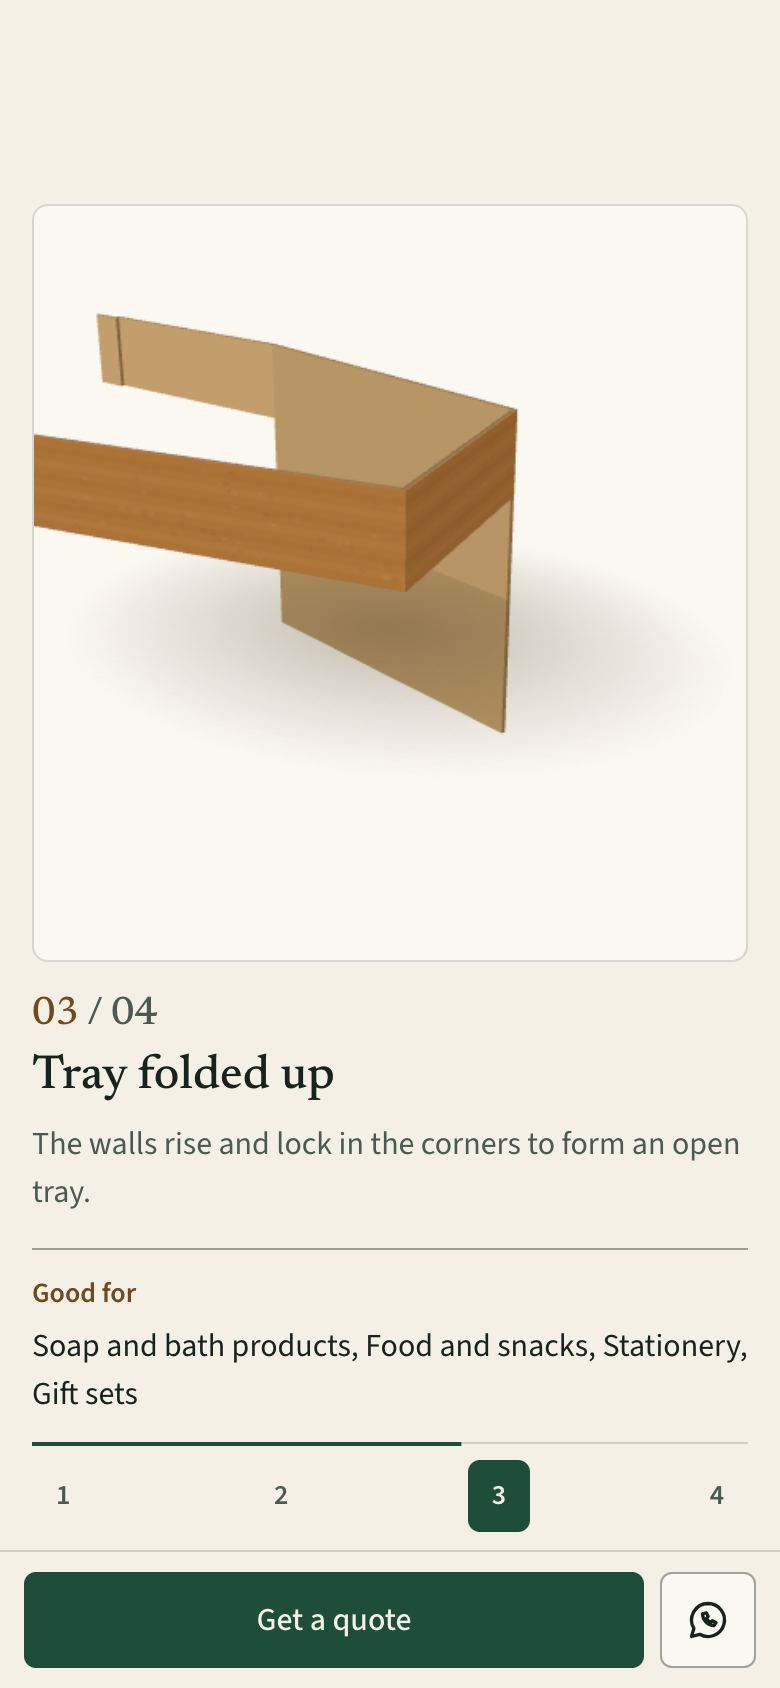 03 / 04
Tray folded up
The walls rise and lock in the corners to form an open
tray.
Good for
Soap and bath products, Food and snacks, Stationery,
Gift sets
1 2 3 4
Get a quote